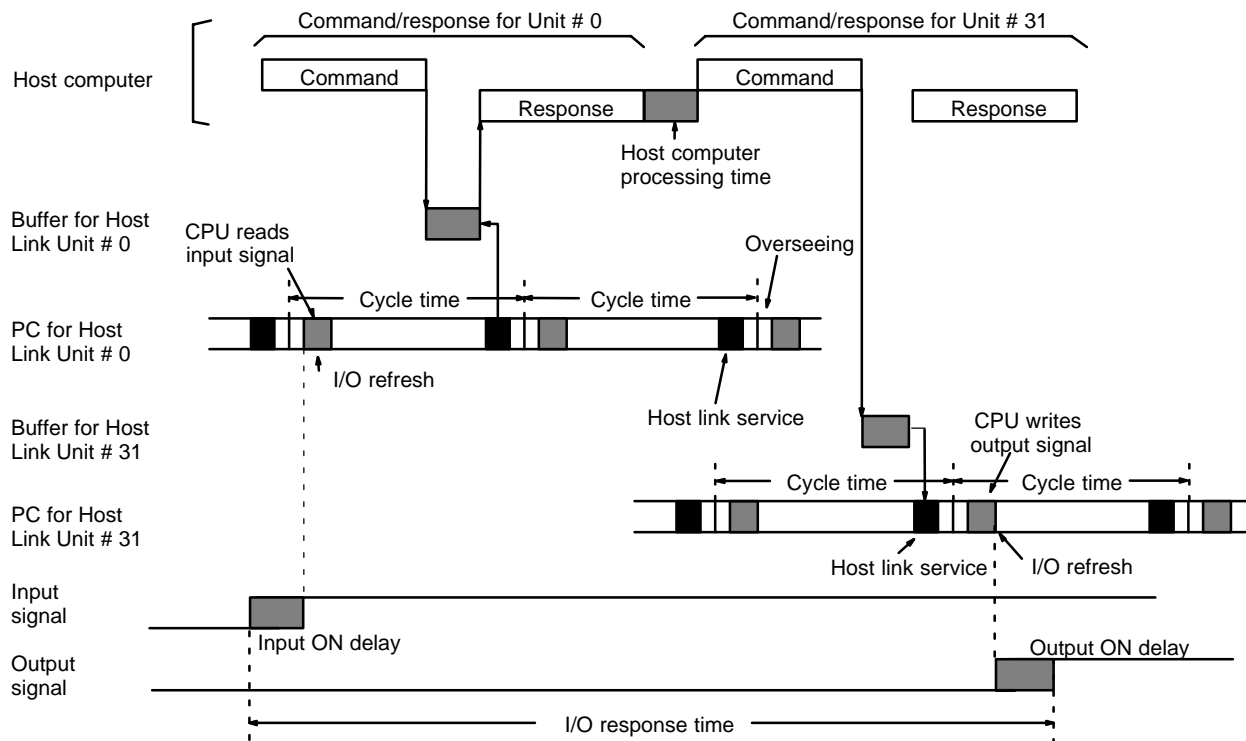 Command/response for Unit # 0
Command/response for Unit # 31
Host computer
Command
Command
Response
Response
Host computer
processing time
Buffer for Host
Link Unit # 0
CPU reads
input signal
Overseeing
Cycle time
Cycle time
PC for Host
Link Unit # 0
I/O refresh
Host link service
Buffer for Host
Link Unit # 31
CPU writes
output signal
Cycle time
Cycle time
PC for Host
Link Unit # 31
Host link service
I/O refresh
Input
signal
Input ON delay
Output
signal
Output ON delay
I/O response time